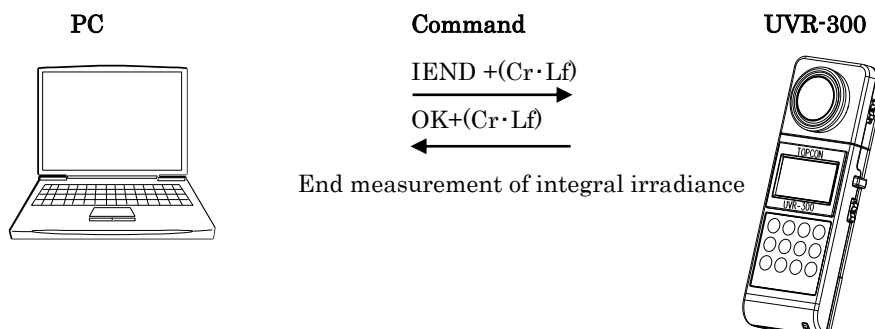 PC
Command
UVR-300
IEND +(Cr･Lf)
OK+(Cr･Lf)
End measurement of integral irradiance
TOPCON
UVR-300